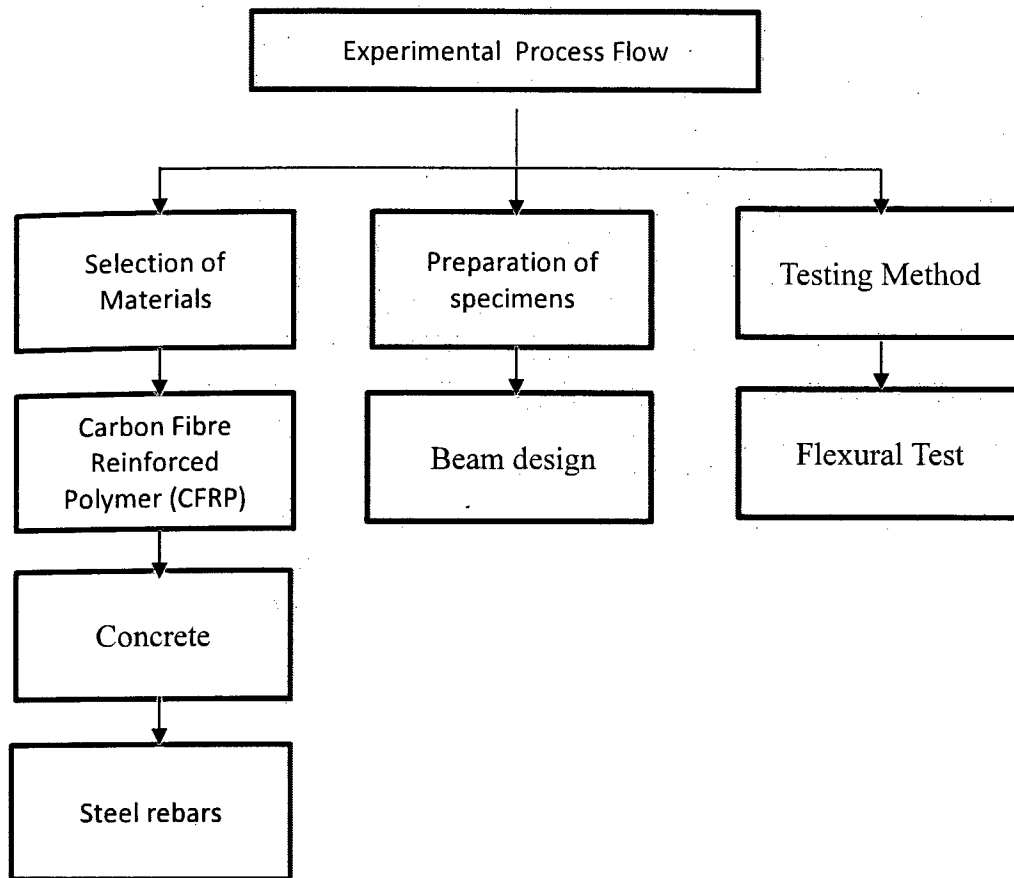 Experimental Process Flow
Selection of
Materials
Preparation of
specimens
Testing Method
Carbon Fibre
Reinforced
Polymer (CFRP)
Beam design
Flexural Test
Concrete
Steel rebars